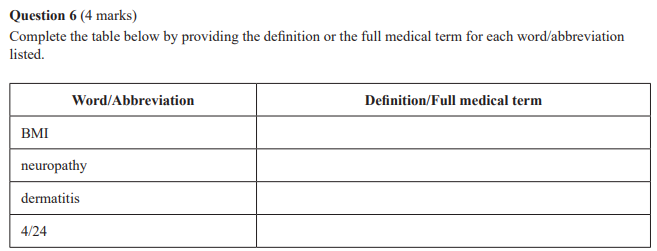 Question 6 (4 marks)
Complete the table below by providing the definition or the full medical term for each word/abbreviation
listed.
Word/Abbreviation Definition/Full medical term
BMI
neuropathy
dermatitis
4/24